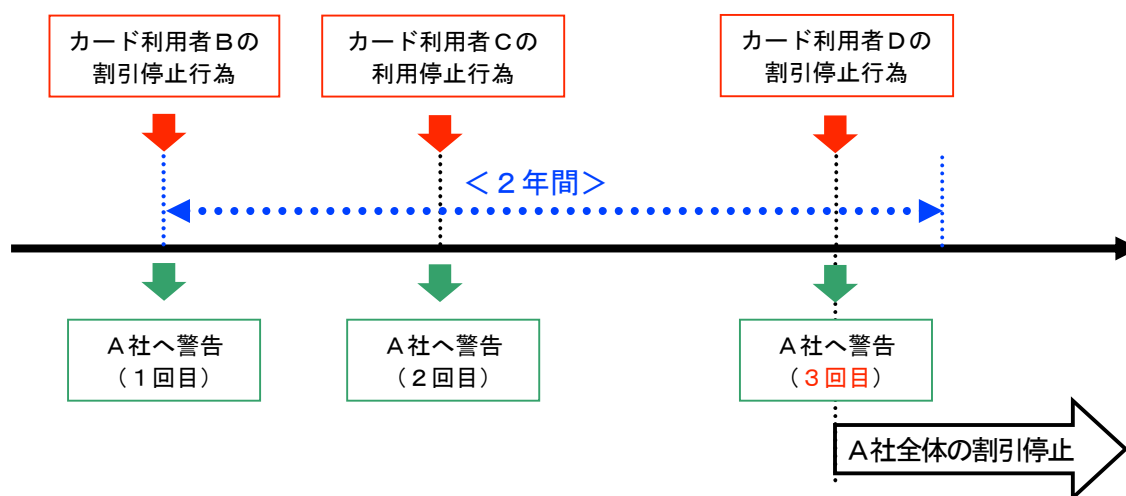 カード利用者Bの
割引停止行為
カード利用者Cの
利用停止行為
カード利用者Dの
割引停止行為
＜２年間＞
A社へ警告
（１回目）
A社へ警告
（２回目）
A社へ警告
（３回目）
A社全体の割引停止